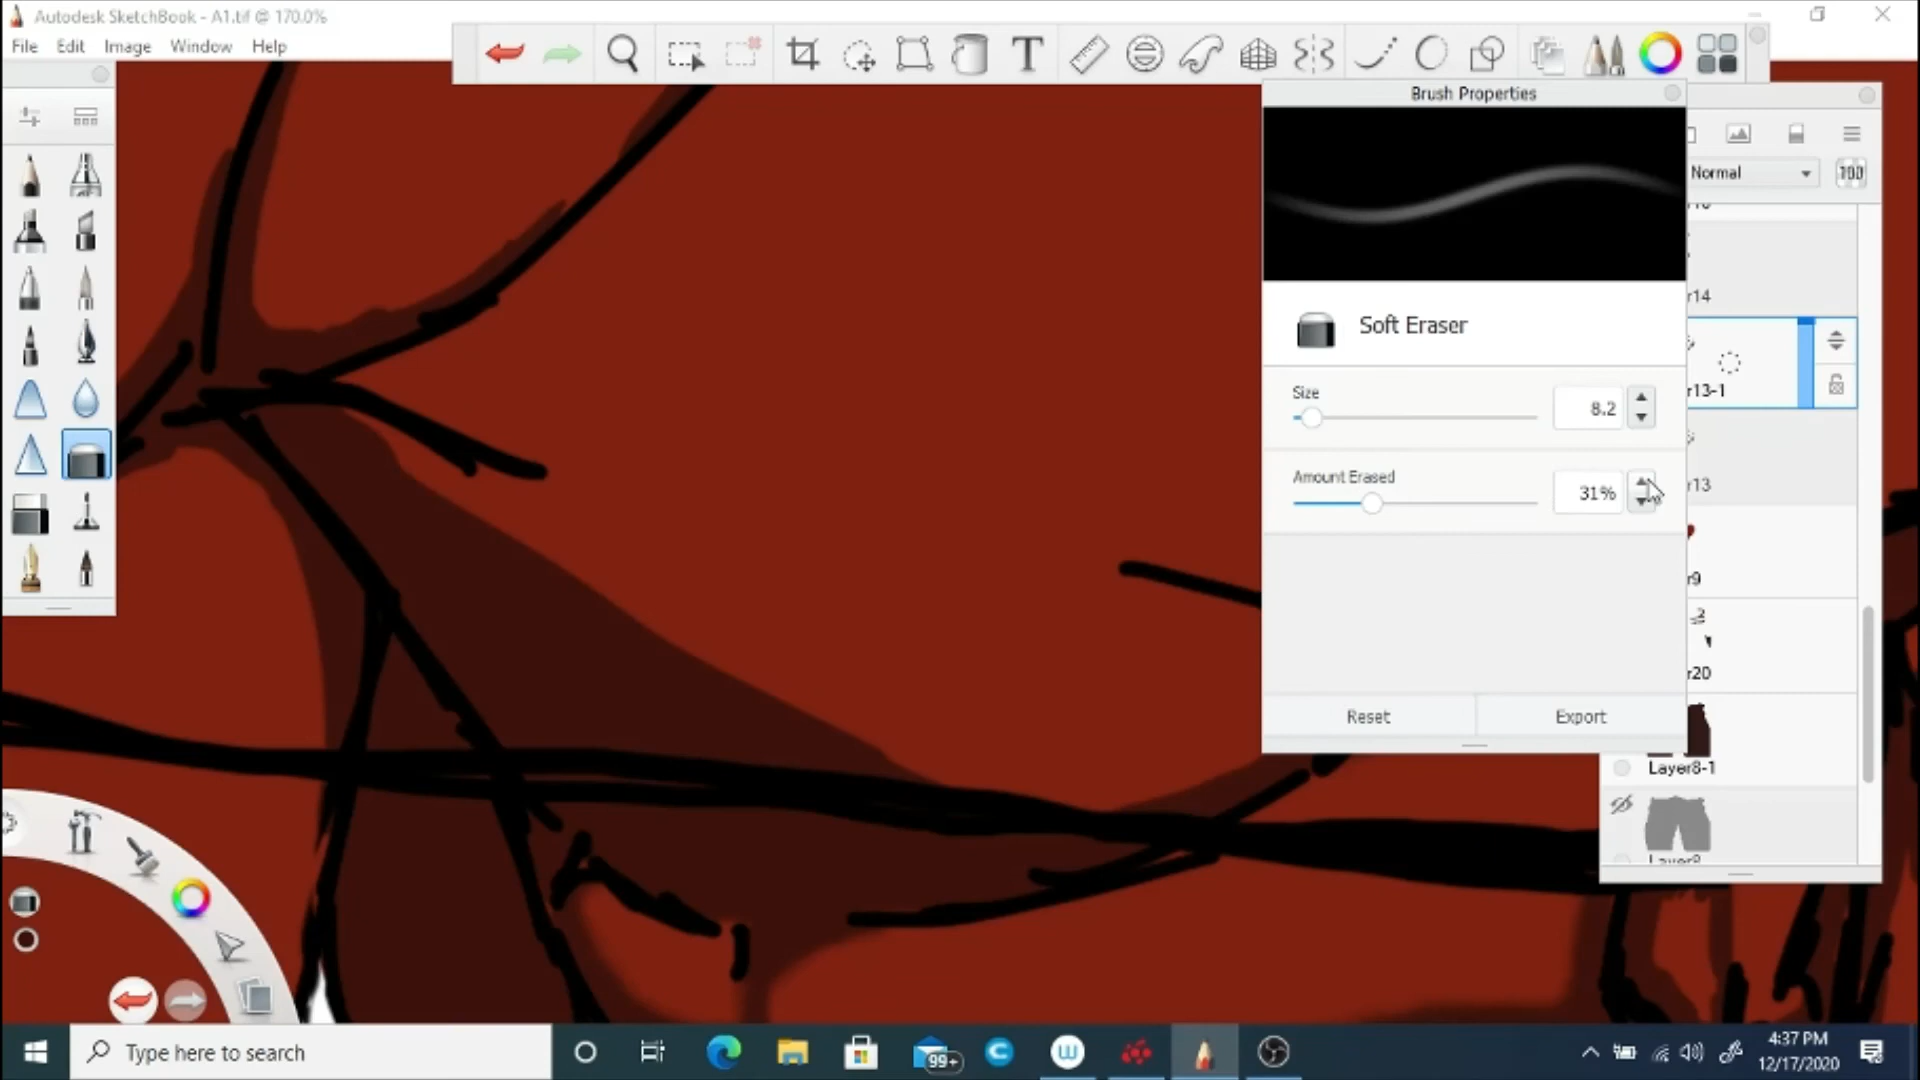 Autodesk SketchBook - A1.tif @ 170.0%
File Edit Image Window Help
T
Brush Properties
Normal 100
r14
Soft Eraser
r13-1
Size
8.2
Amount Erased
31%
r13
r9
r20
Reset Export
Layer8-1
Layer8
Type here to search
99+
4:37 PM
12/17/2020